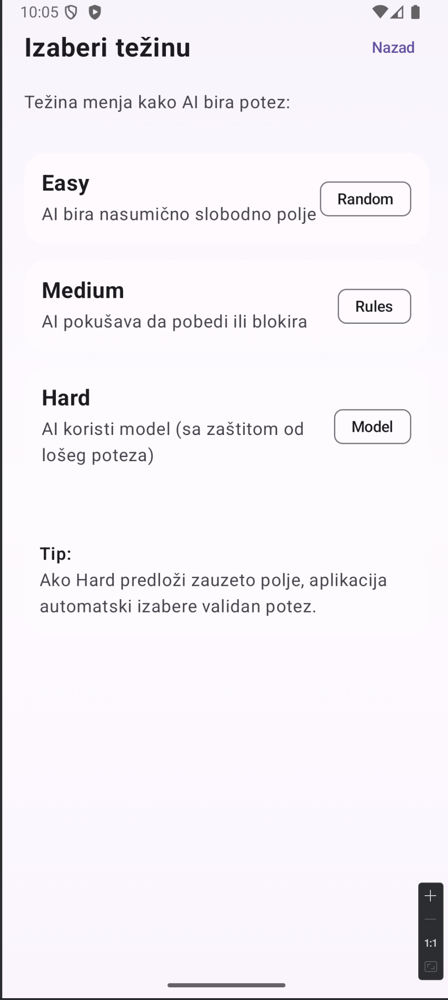 10:05
Izaberi težinu
Nazad
Težina menja kako AI bira potez:
Easy
AI bira nasumično slobodno polje
Random
Medium
AI pokušava da pobedi ili blokira
Rules
Hard
AI koristi model (sa zaštitom od
lošeg poteza)
Model
Tip:
Ako Hard predloži zauzeto polje, aplikacija
automatski izabere validan potez.
1:1